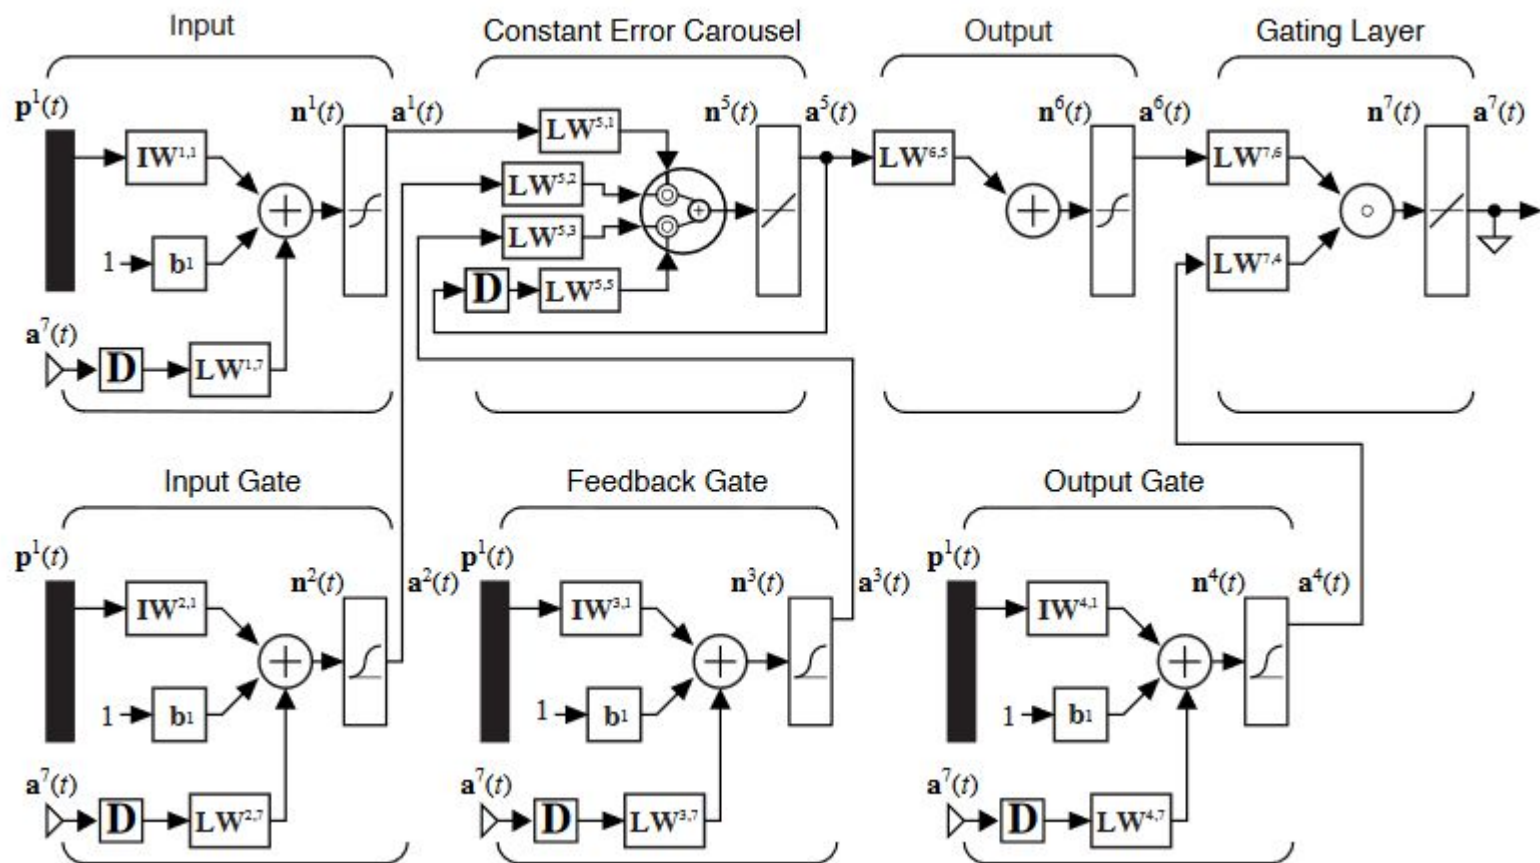 Input
Constant Error Carousel
Output
Gating Layer
p¹(t)
n¹(t)
a¹(t)
n⁵(t)
a⁵(t)
n⁶(t)
a⁶(t)
n⁷(t)
a⁷(t)
IW¹,¹
1
b1
a⁷(t)
D
LW¹,⁷
LW⁵,¹
LW⁵,²
LW⁵,³
D
LW⁵,⁵
LW⁶,⁵
LW⁷,⁶
LW⁷,⁴
Input Gate
Feedback Gate
Output Gate
p¹(t)
n²(t)
a²(t)
IW²,¹
1
b1
a⁷(t)
D
LW²,⁷
p¹(t)
n³(t)
a³(t)
IW³,¹
1
b1
a⁷(t)
D
LW³,⁷
p¹(t)
n⁴(t)
a⁴(t)
IW⁴,¹
1
b1
a⁷(t)
D
LW⁴,⁷